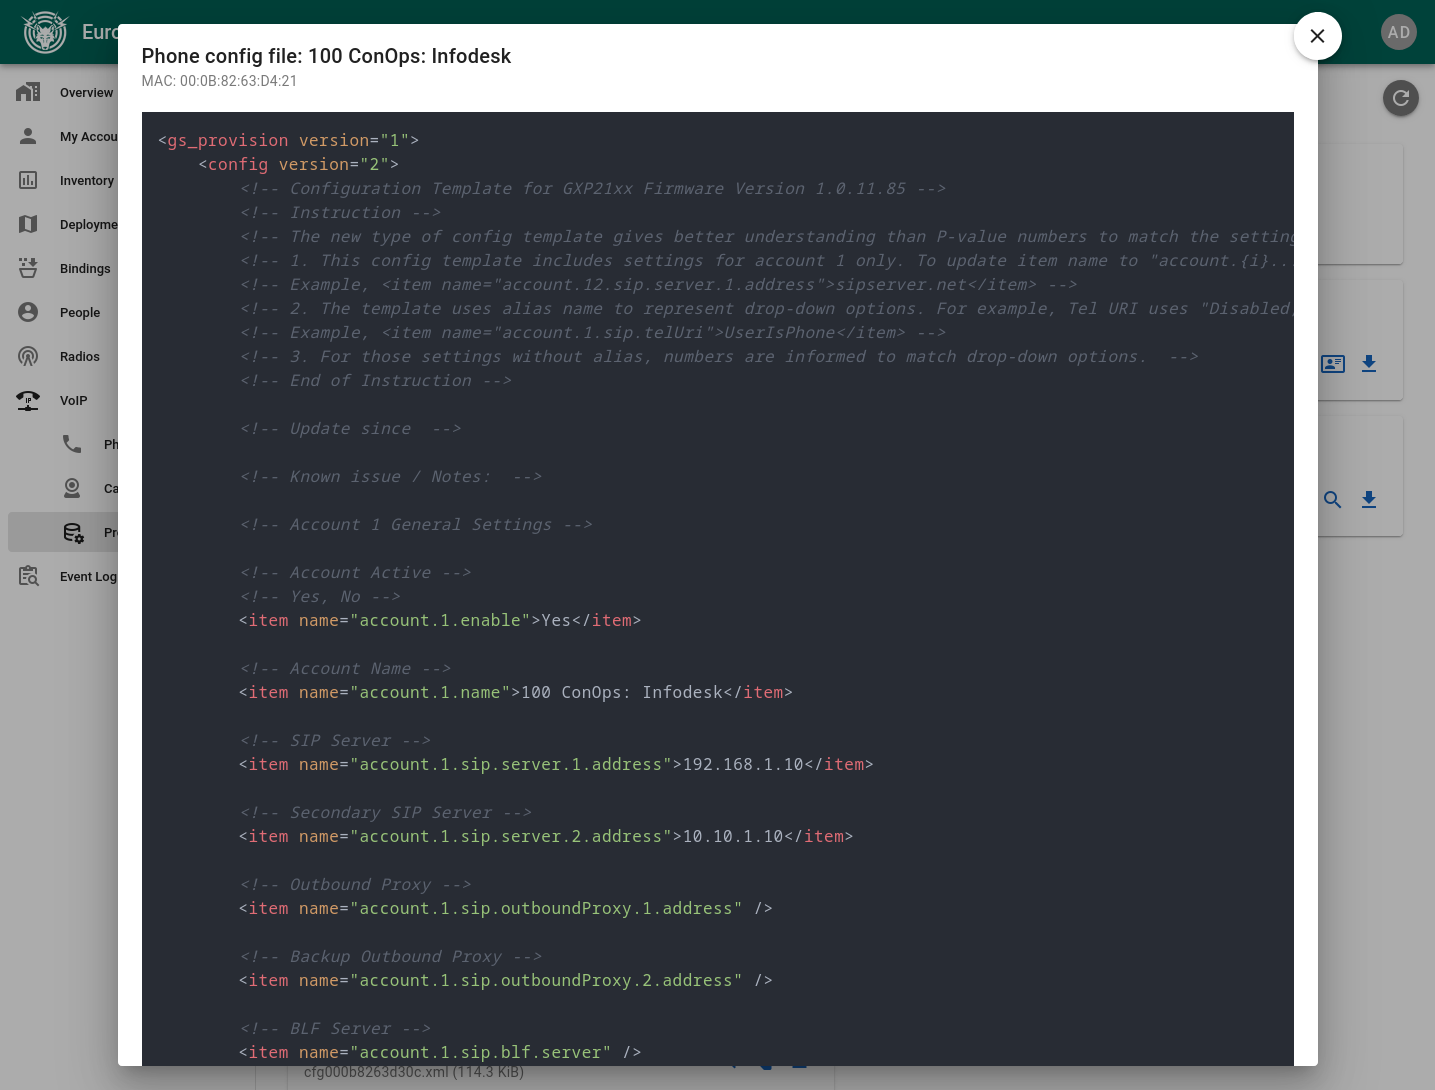 Euro
AD
Overview
My Accou
Inventory
Deployme
Bindings
People
Radios
VoIP
Ph
Ca
Pr
Event Log
Phone config file: 100 ConOps: Infodesk
MAC: 00:0B:82:63:D4:21
<gs_provision version="1">
    <config version="2">
        <!-- Configuration Template for GXP21xx Firmware Version 1.0.11.85 -->
        <!-- Instruction -->
        <!-- The new type of config template gives better understanding than P-value numbers to match the setting
        <!-- 1. This config template includes settings for account 1 only. To update item name to "account.{i}...
        <!-- Example, <item name="account.12.sip.server.1.address">sipserver.net</item> -->
        <!-- 2. The template uses alias name to represent drop-down options. For example, Tel URI uses "Disabled,
        <!-- Example, <item name="account.1.sip.telUri">UserIsPhone</item> -->
        <!-- 3. For those settings without alias, numbers are informed to match drop-down options.  -->
        <!-- End of Instruction -->
        <!-- Update since  -->
        <!-- Known issue / Notes:  -->
        <!-- Account 1 General Settings -->
        <!-- Account Active -->
        <!-- Yes, No -->
        <item name="account.1.enable">Yes</item>
        <!-- Account Name -->
        <item name="account.1.name">100 ConOps: Infodesk</item>
        <!-- SIP Server -->
        <item name="account.1.sip.server.1.address">192.168.1.10</item>
        <!-- Secondary SIP Server -->
        <item name="account.1.sip.server.2.address">10.10.1.10</item>
        <!-- Outbound Proxy -->
        <item name="account.1.sip.outboundProxy.1.address" />
        <!-- Backup Outbound Proxy -->
        <item name="account.1.sip.outboundProxy.2.address" />
        <!-- BLF Server -->
        <item name="account.1.sip.blf.server" />
cfg000b8263d30c.xml (114.3 KiB)